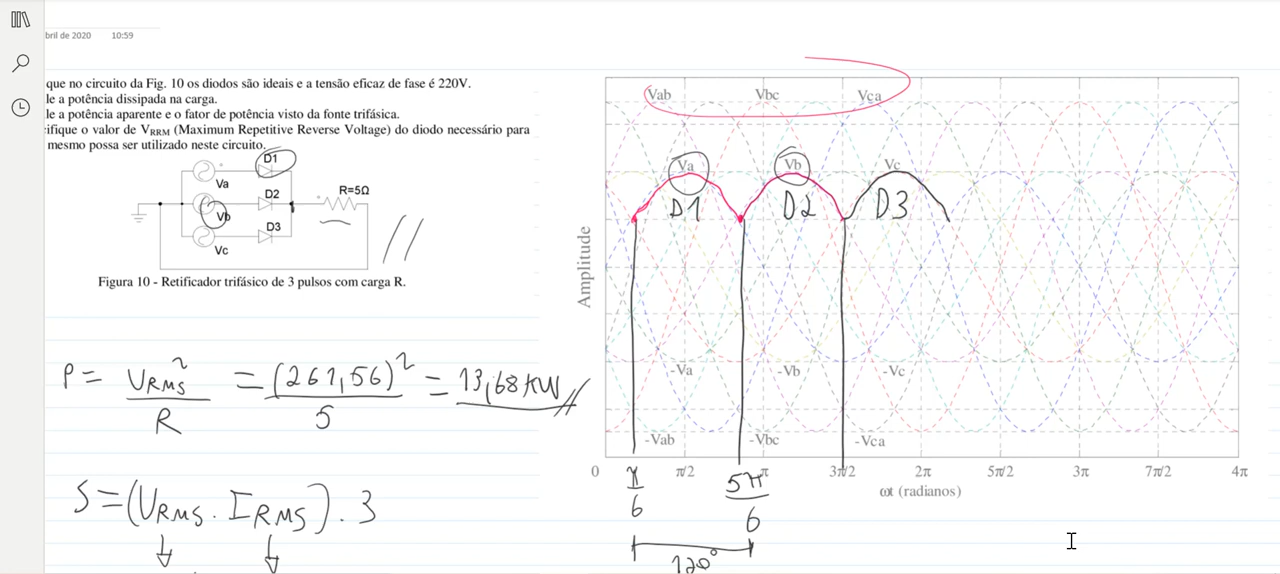 bril de 2020 10:59
que no circuito da Fig. 10 os diodos são ideais e a tensão eficaz de fase é 220V.
le a potência dissipada na carga.
le a potência aparente e o fator de potência visto da fonte trifásica.
ifique o valor de VRRM (Maximum Repetitive Reverse Voltage) do diodo necessário para
mesmo possa ser utilizado neste circuito.
D1
Va
D2
R=5Ω
Vb
D3
Vc
Figura 10 - Retificador trifásico de 3 pulsos com carga R.
P = VRMS² / R = (261,56)² / 5 = 13,68 KW
S = (VRMS . IRMS) . 3
Vab Vbc Vca
Va Vb Vc
D1 D2 D3
Amplitude
-Va -Vb -Vc
-Vab -Vbc -Vca
0 π/2 π 3π/2 2π 5π/2 3π 7π/2 4π
ωt (radianos)
π/6 5π/6
120°